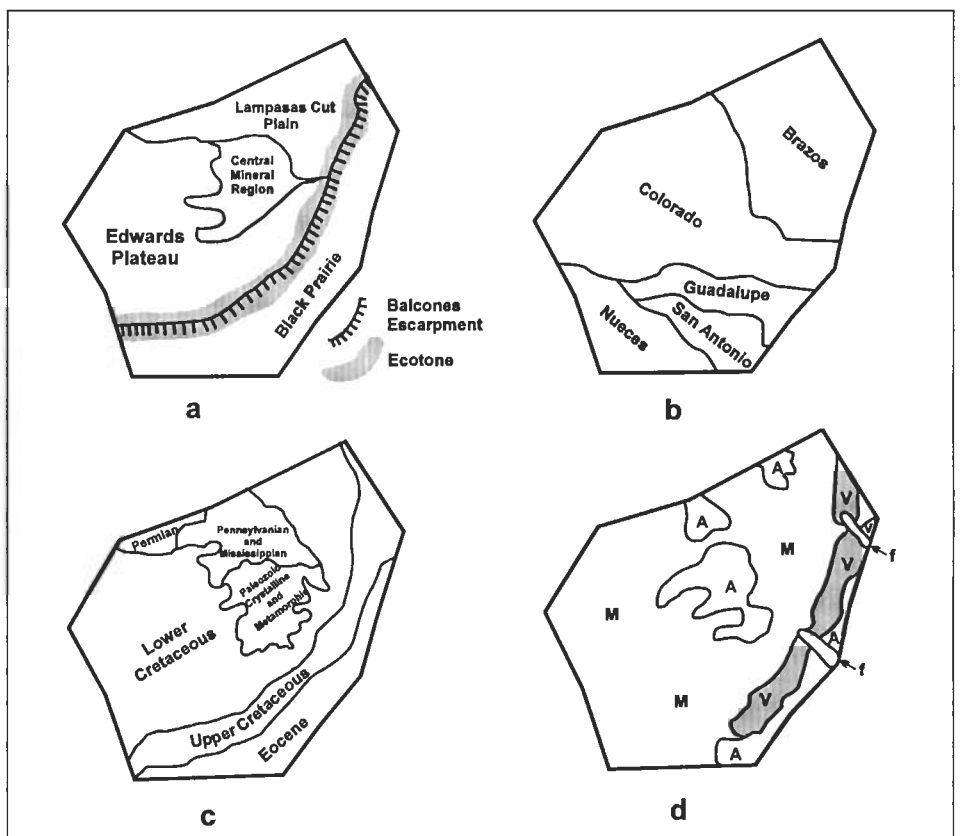 Lampasas Cut
Plain
Central
Mineral
Region
Edwards
Plateau
Black Prairie
Balcones
Escarpment
Ecotone
a
Brazos
Colorado
Guadalupe
San Antonio
Nueces
b
Permian
Pennsylvanian
and
Mississippian
Paleozoic
Crystalline
and
Metamorphic
Lower
Cretaceous
Upper Cretaceous
Eocene
c
A
A
V
V
f
M
V
A
M
A
f
M
V
A
d